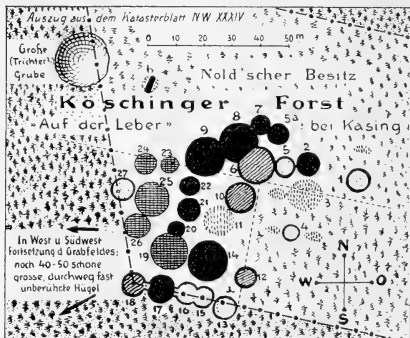 Auszug aus dem Katasterblatt NW XXXIV
0 10 20 30 40 50 m
Große
(Trichter)
Grube
Nold'scher Besitz
Köschinger Forst
Auf der Leber" bei Kasing
7
8
5a
9
6
5
2
1
24
23
27
25
22
10
3
21
11
4
26
20
19
14
12
18
17
16
15
13
In West u Südwest
Fortsetzung d Grabfeldes:
noch 40-50 schöne
grosse, durchweg fast
unberührte Hügel
N
W O
S